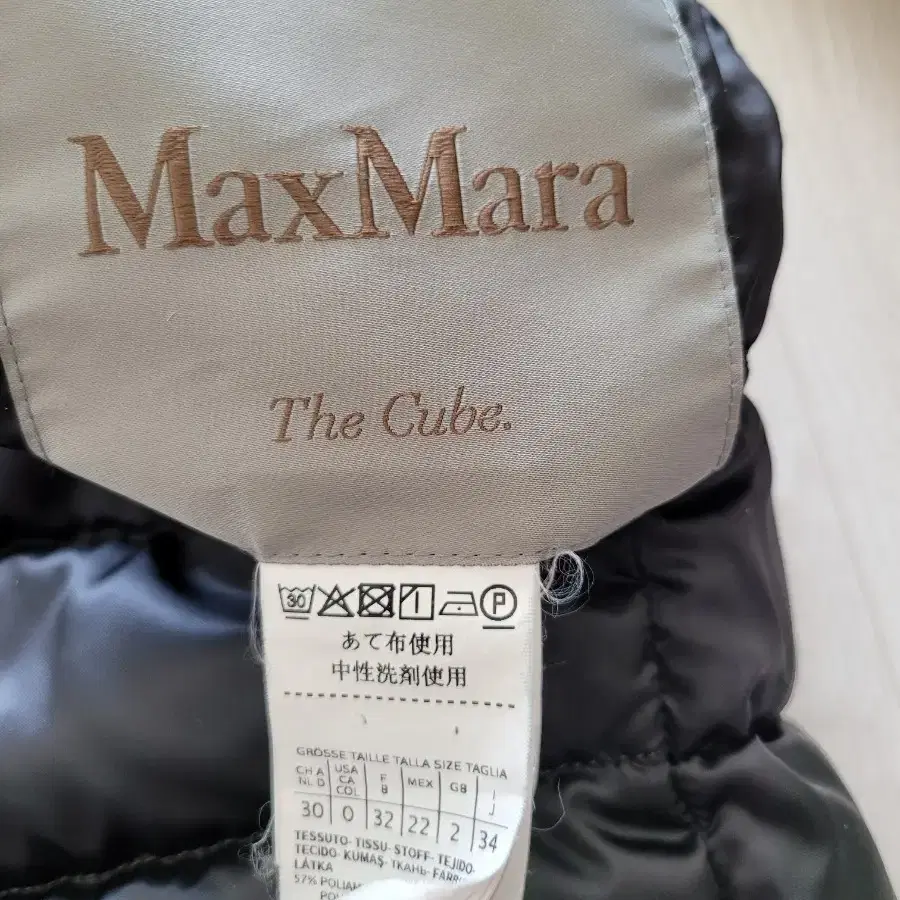 MaxMara
The Cube.
30 P
あて布使用
中性洗剤使用
GRÖSSE TAILLE TALLA SIZE TAGLIA
CH A NL D USA CA COL F B MEX GB I J
30 0 32 22 2 34
TESSUTO-TISSU-STOFF-TEJIDO-
TECIDO-KUMAŞ-ТКАНЬ-
LÁTKA
57%